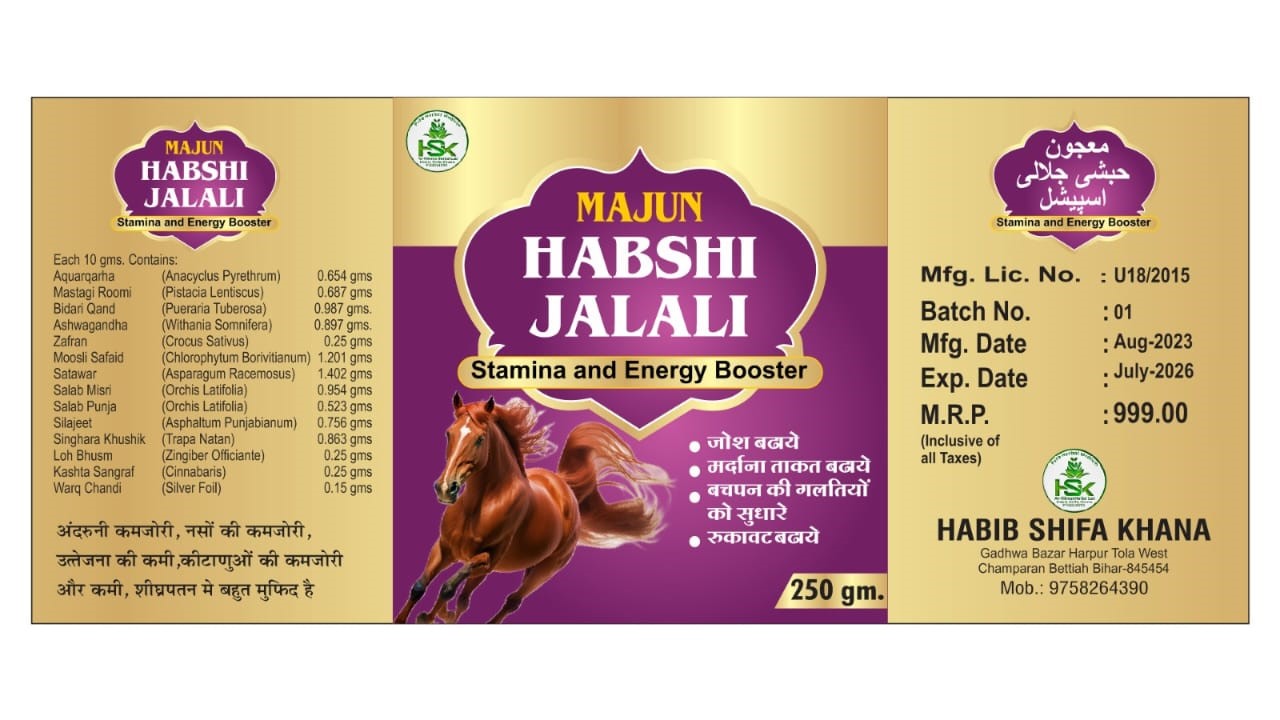 MAJUN
HABSHI
JALALI
Stamina and Energy Booster
Each 10 gms. Contains:
Aquarqarha (Anacyclus Pyrethrum) 0.654 gms
Mastagi Roomi (Pistacia Lentiscus) 0.687 gms
Bidari Qand (Pueraria Tuberosa) 0.987 gms.
Ashwagandha (Withania Somnifera) 0.897 gms.
Zafran (Crocus Sativus) 0.25 gms
Moosli Safaid (Chlorophytum Borivitianum) 1.201 gms
Satawar (Asparagum Racemosus) 1.402 gms
Salab Misri (Orchis Latifolia) 0.954 gms
Salab Punja (Orchis Latifolia) 0.523 gms
Silajeet (Asphaltum Punjabianum) 0.756 gms
Singhara Khushik (Trapa Natan) 0.863 gms
Loh Bhusm (Zingiber Officiante) 0.25 gms
Kashta Sangraf (Cinnabaris) 0.25 gms
Warq Chandi (Silver Foil) 0.15 gms
अंदरुनी कमजोरी, नसों की कमजोरी,
उत्तेजना की कमी,कीटाणुओं की कमजोरी
और कमी, शीघ्रपतन मे बहुत मुफिद है
HSK
MAJUN
HABSHI
JALALI
Stamina and Energy Booster
• जोश बढाये
• मर्दाना ताकत बढाये
• बचपन की गलतियों
को सुधारे
• रुकावट बढाये
250 gm.
معجون
حبشی جلالی
اسپیشل
Stamina and Energy Booster
Mfg. Lic. No. : U18/2015
Batch No. : 01
Mfg. Date : Aug-2023
Exp. Date : July-2026
M.R.P. : 999.00
(Inclusive of
all Taxes)
HSK
HABIB SHIFA KHANA
Gadhwa Bazar Harpur Tola West
Champaran Bettiah Bihar-845454
Mob.: 9758264390